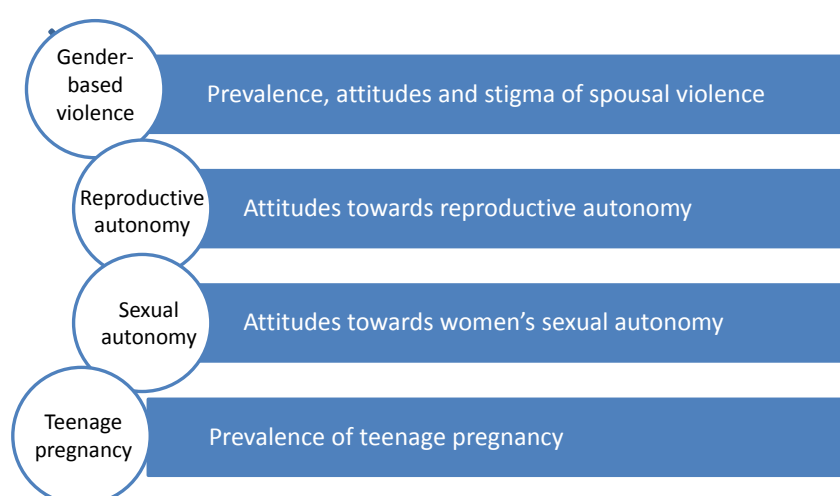 Gender-
based
violence
Prevalence, attitudes and stigma of spousal violence
Reproductive
autonomy
Attitudes towards reproductive autonomy
Sexual
autonomy
Attitudes towards women’s sexual autonomy
Teenage
pregnancy
Prevalence of teenage pregnancy